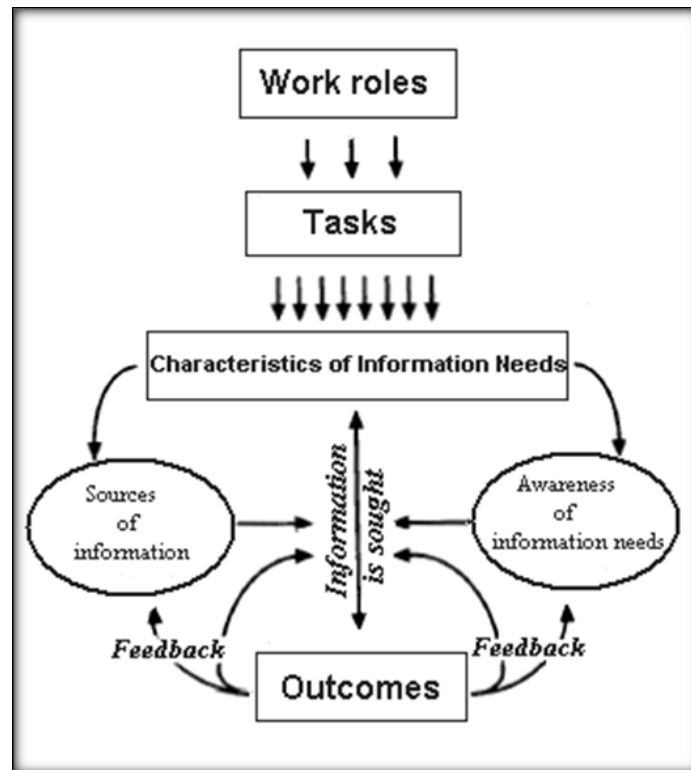 Work roles
Tasks
Characteristics of Information Needs
Sources
of
information
Information
is sought
Awareness
of
information needs
Feedback
Feedback
Outcomes